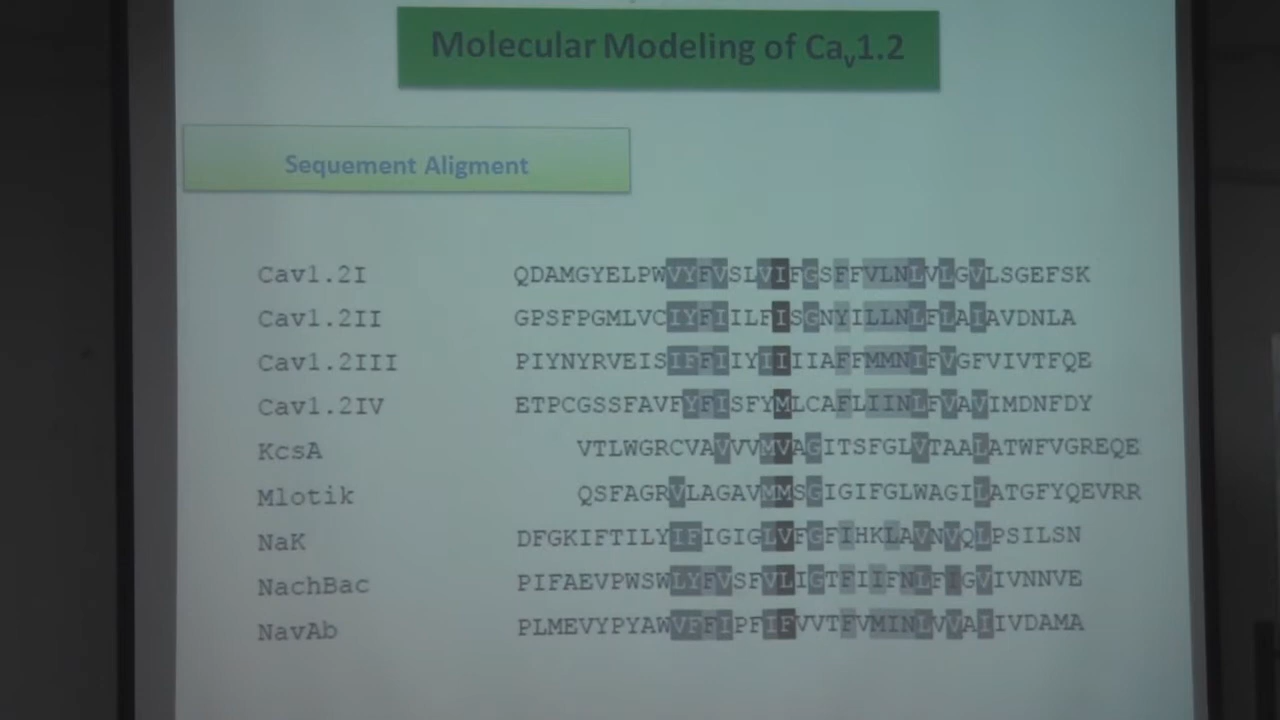 Molecular Modeling of Cav1.2
Sequement Aligment
Cav1.2I QDAMGYELPWVYFVSLVIFGSFFVLNLVLGVLSGEFSK
Cav1.2II GPSFPGMLVCIYFIILFISGNYILLNLFLAIAVDNLA
Cav1.2III PIYNYRVEISIFFIIYIIIIAFFMMNIFVGFVIVTFQE
Cav1.2IV ETPCGSSFAVFYFISFYMLCAFLIINLFVAVIMDNFDY
KcsA VTLWGRCVAVVVMVAGITSFGLVTAALATWFVGREQE
Mlotik QSFAGRVLAGAVMMSGIGIFGLWAGILATGFYQEVRR
NaK DFGKIFTILYIFIGIGLVFGFIHKLAVNVQLPSILSN
NachBac PIFAEVPWSWLYFVSFVLIGTFIIFNLFIGVIVNNVE
NavAb PLMEVYPYAWVFFIPFIFVVTFVMINLVVAIIVDAMA